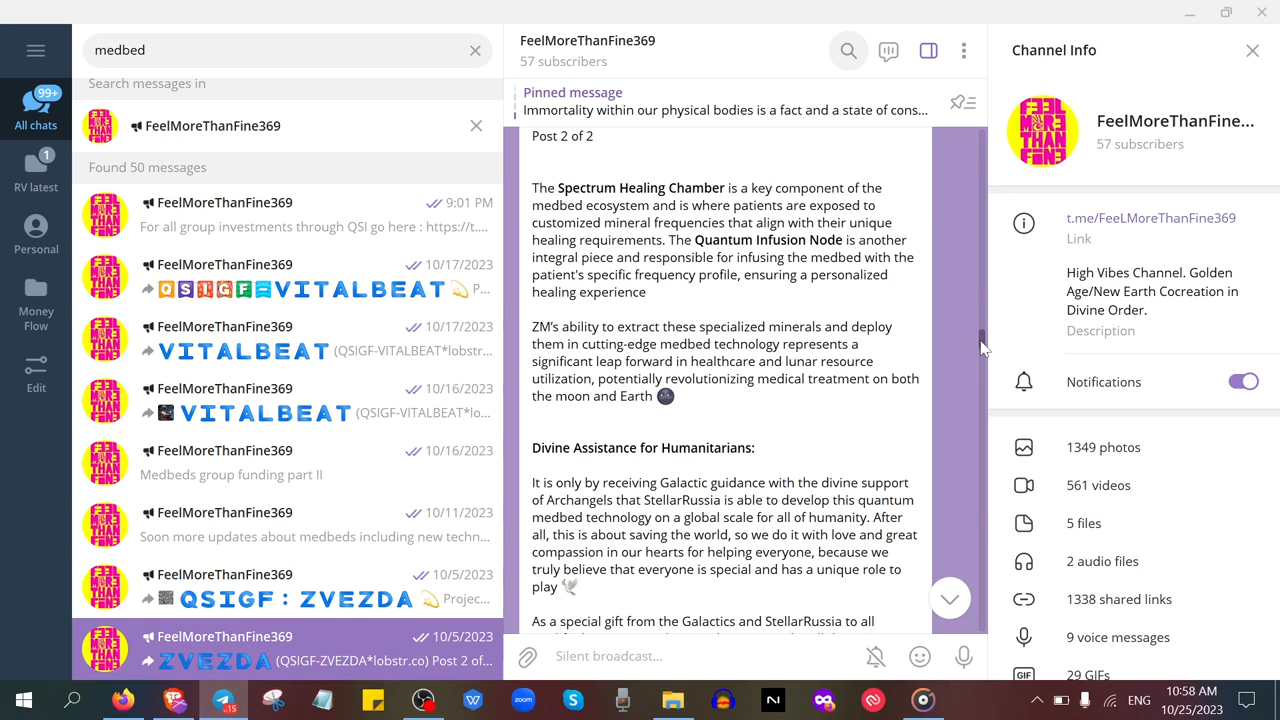 medbed
99+
All chats
1
RV latest
Personal
Money
Flow
Edit
Search messages in
FeelMoreThanFine369
Found 50 messages
FeelMoreThanFine369
9:01 PM
For all group investments through QSI go here : https://t....
FeelMoreThanFine369
10/17/2023
QSIGF=VITALBEAT💫 P...
FeelMoreThanFine369
10/17/2023
VITALBEAT (QSIGF-VITALBEAT*lobstr...
FeelMoreThanFine369
10/16/2023
VITALBEAT (QSIGF-VITALBEAT*lo...
FeelMoreThanFine369
10/16/2023
Medbeds group funding part II
FeelMoreThanFine369
10/11/2023
Soon more updates about medbeds including new techn...
FeelMoreThanFine369
10/5/2023
QSIGF : ZVEZDA 💫 Projec...
FeelMoreThanFine369
10/5/2023
ZVEZDA (QSIGF-ZVEZDA*lobstr.co) Post 2 of...
FeelMoreThanFine369
57 subscribers
Pinned message
Immortality within our physical bodies is a fact and a state of cons...
Post 2 of 2
The Spectrum Healing Chamber is a key component of the
medbed ecosystem and is where patients are exposed to
customized mineral frequencies that align with their unique
healing requirements. The Quantum Infusion Node is another
integral piece and responsible for infusing the medbed with the
patient's specific frequency profile, ensuring a personalized
healing experience
ZM's ability to extract these specialized minerals and deploy
them in cutting-edge medbed technology represents a
significant leap forward in healthcare and lunar resource
utilization, potentially revolutionizing medical treatment on both
the moon and Earth 🌚
Divine Assistance for Humanitarians:
It is only by receiving Galactic guidance with the divine support
of Archangels that StellarRussia is able to develop this quantum
medbed technology on a global scale for all of humanity. After
all, this is about saving the world, so we do it with love and great
compassion in our hearts for helping everyone, because we
truly believe that everyone is special and has a unique role to
play 🕊
As a special gift from the Galactics and StellarRussia to all
Silent broadcast...
Channel Info
FEEL
MORE
THAN
FINE
FeelMoreThanFine...
57 subscribers
t.me/FeeLMoreThanFine369
Link
High Vibes Channel. Golden
Age/New Earth Cocreation in
Divine Order.
Description
Notifications
1349 photos
561 videos
5 files
2 audio files
1338 shared links
9 voice messages
GIF
29 GIFs
15
zoom
ENG
10:58 AM
10/25/2023